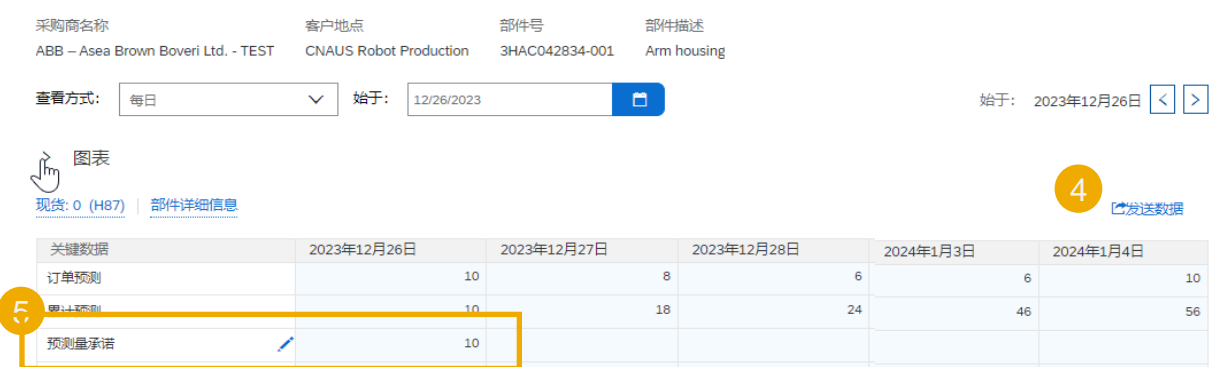 采购商名称 客户地点 部件号 部件描述
ABB – Asea Brown Boveri Ltd. - TEST CNAUS Robot Production 3HAC042834-001 Arm housing
查看方式： 每日 始于： 12/26/2023 始于： 2023年12月26日
图表
4
现货: 0 (H87) 部件详细信息 发送数据
关键数据 2023年12月26日 2023年12月27日 2023年12月28日 2024年1月3日 2024年1月4日
订单预测 10 8 6 6 10
5 累计预测 10 18 24 46 56
预测量承诺 10